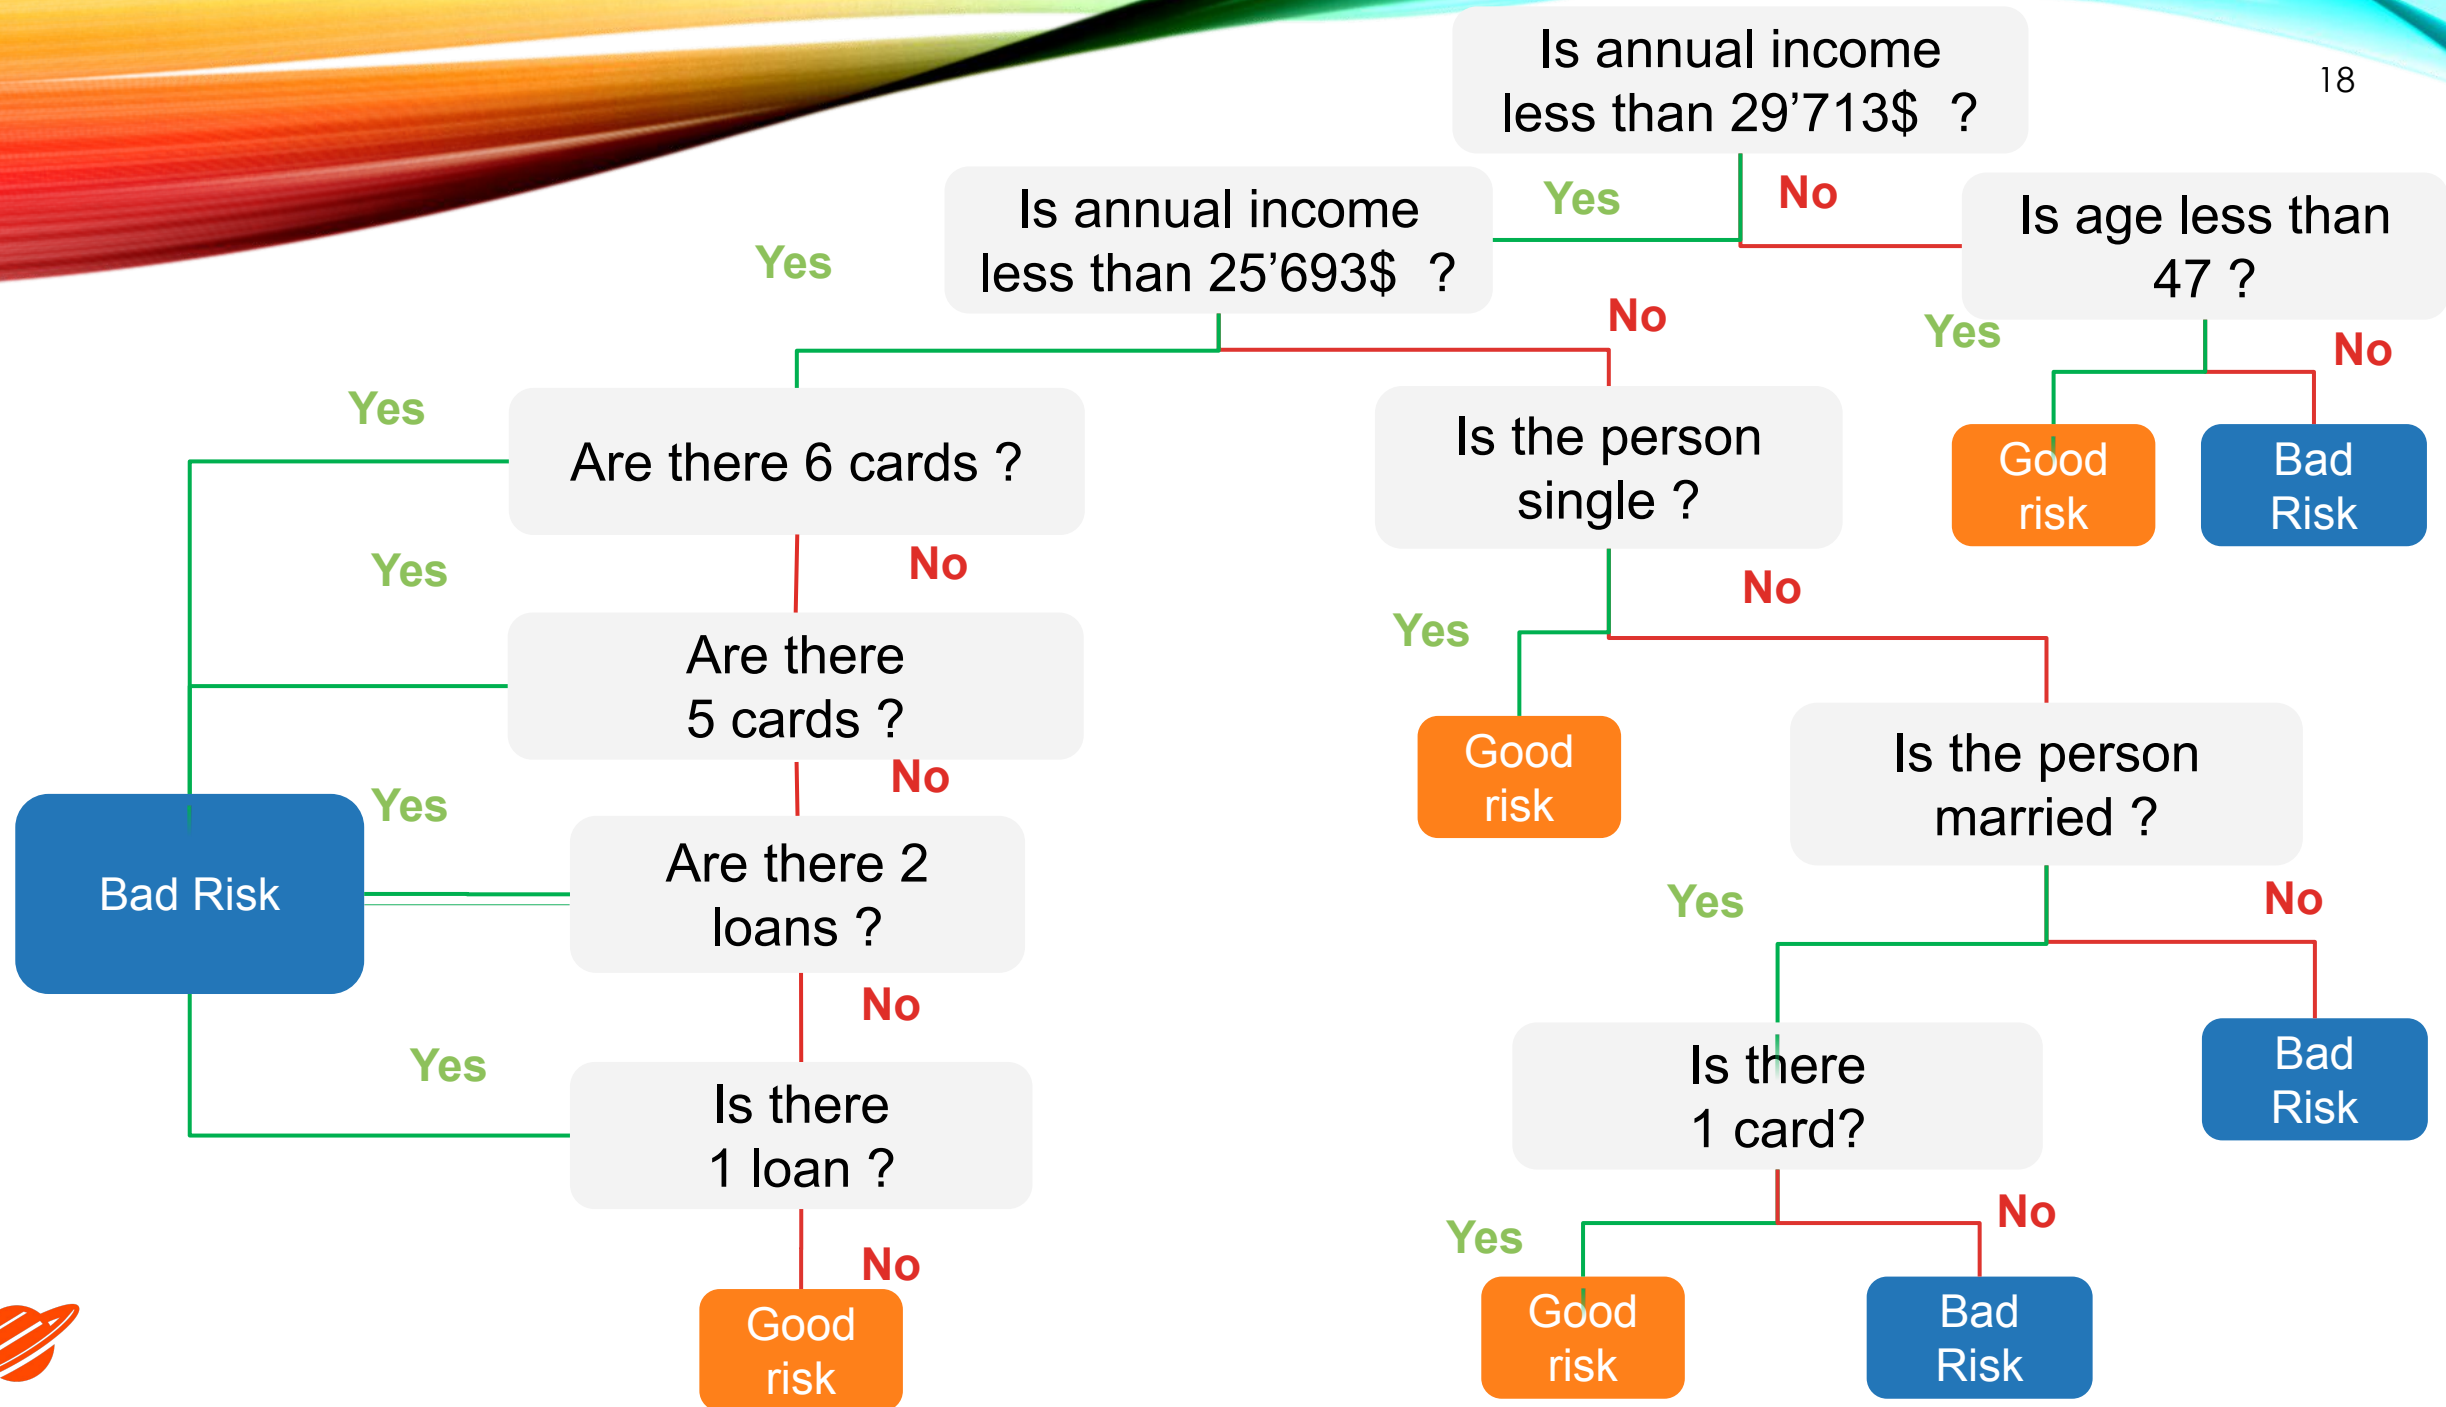 Is annual income
less than 29’713$ ?
18
Yes
No
Is annual income
less than 25’693$ ?
Is age less than
47 ?
Yes
No
Yes
No
Yes
Are there 6 cards ?
Is the person
single ?
Good
risk
Bad
Risk
Yes
No
No
Yes
Are there
5 cards ?
No
Good
risk
Is the person
married ?
Yes
Are there 2
loans ?
Bad Risk
Yes
No
No
Yes
Is there
1 loan ?
Is there
1 card?
Bad
Risk
No
Yes
No
Good
risk
Good
risk
Bad
Risk